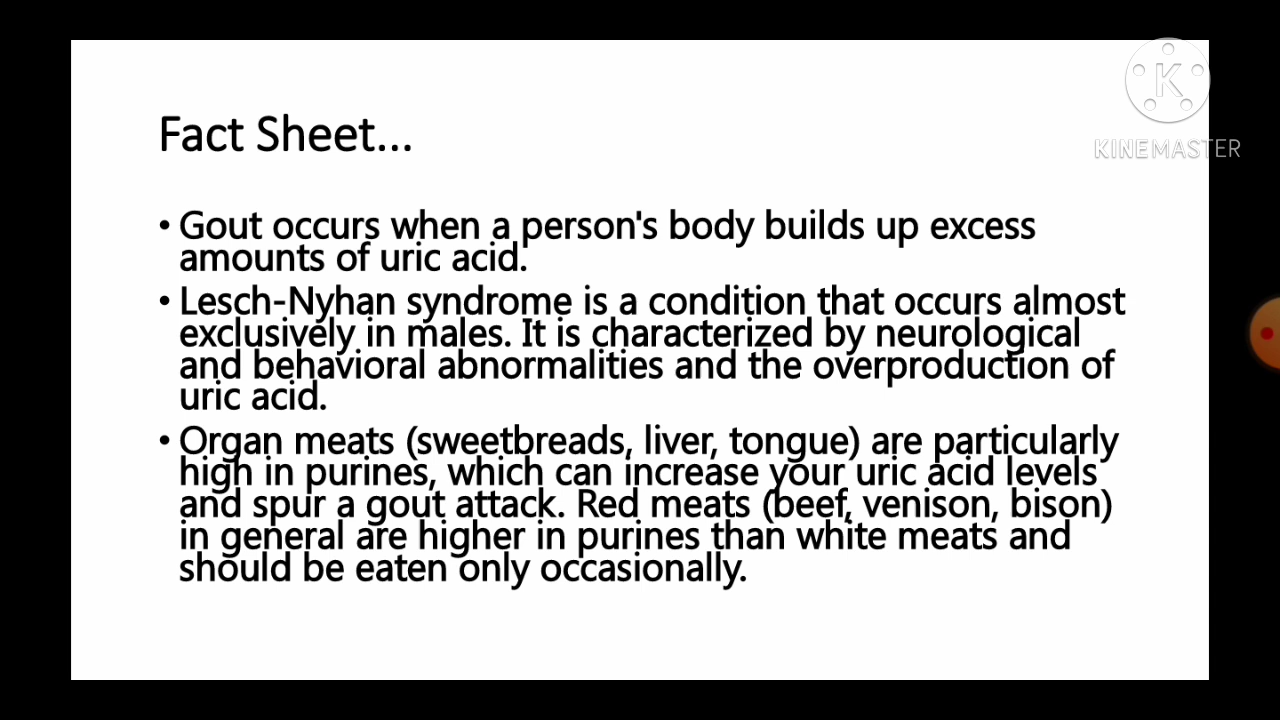 K
KINEMASTER
Fact Sheet...
• Gout occurs when a person's body builds up excess
amounts of uric acid.
• Lesch-Nyhan syndrome is a condition that occurs almost
exclusively in males. It is characterized by neurological
and behavioral abnormalities and the overproduction of
uric acid.
• Organ meats (sweetbreads, liver, tongue) are particularly
high in purines, which can increase your uric acid levels
and spur a gout attack. Red meats (beef, venison, bison)
in general are higher in purines than white meats and
should be eaten only occasionally.